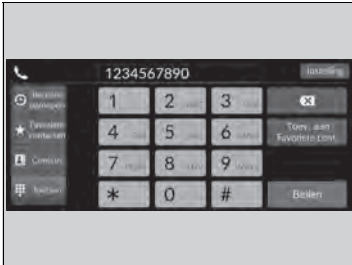 1234567890
Instelling
Recente
oproepen
1
2
3
Favoriete
contacten
4
5
6
Toev. aan
Favoriete cont.
7
8
9
Toetsen
*
0
#
Bellen